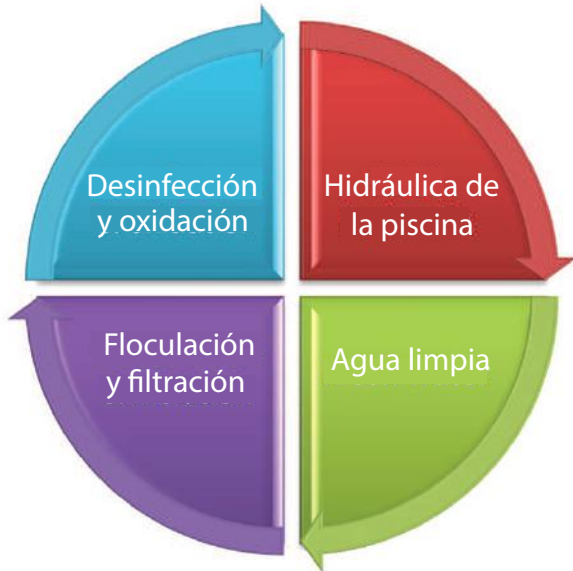 Desinfección
y oxidación
Hidráulica de
la piscina
Floculación
y filtración
Agua limpia